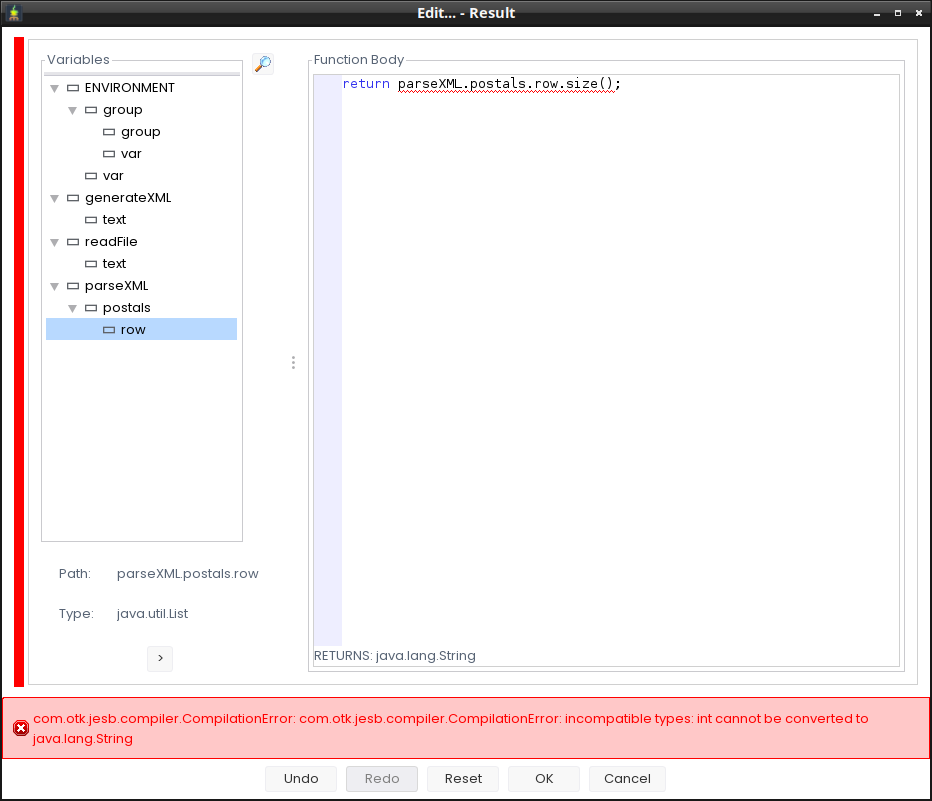 Edit... - Result
Variables
Function Body
ENVIRONMENT
group
group
var
var
generateXML
text
readFile
text
parseXML
postals
row
return parseXML.postals.row.size();
Path: parseXML.postals.row
Type: java.util.List
>
RETURNS: java.lang.String
com.otk.jesb.compiler.CompilationError: com.otk.jesb.compiler.CompilationError: incompatible types: int cannot be converted to
java.lang.String
Undo Redo Reset OK Cancel